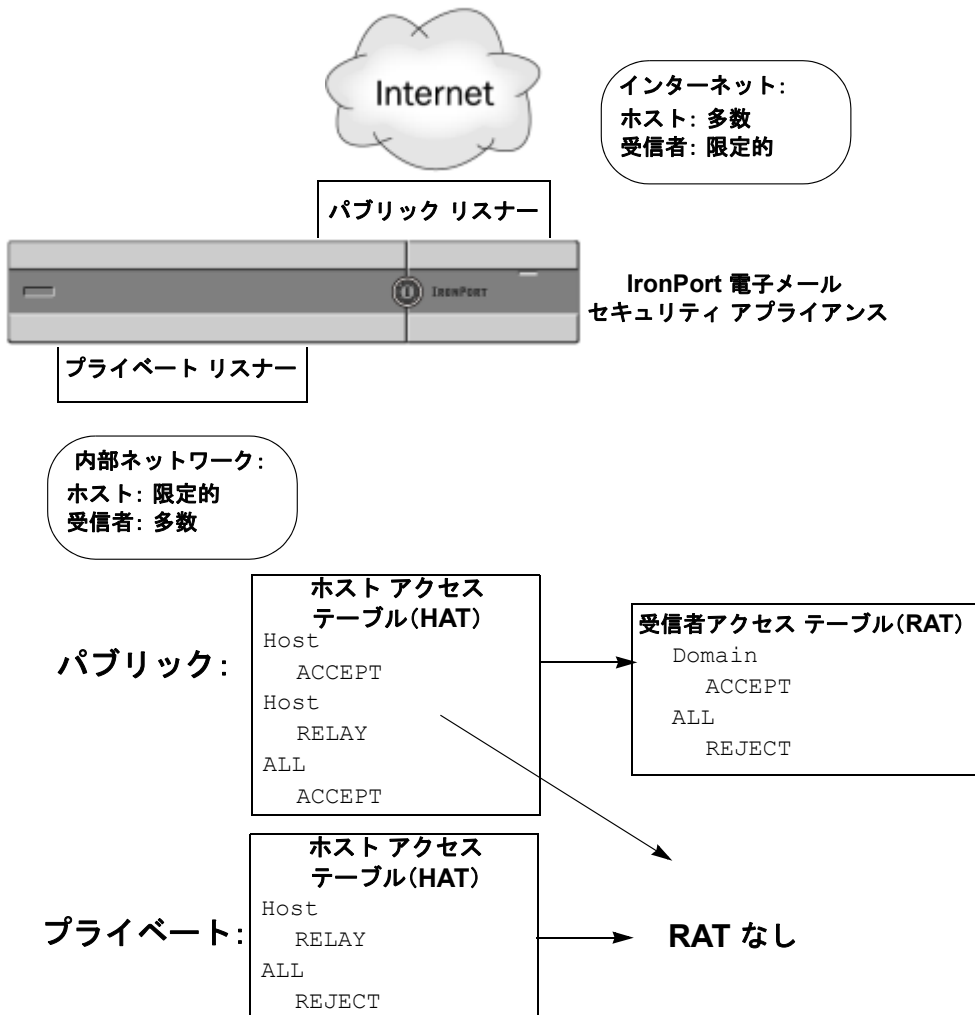 Internet
インターネット:
ホスト: 多数
受信者: 限定的
パブリック リスナー
IRONPORT
IronPort 電子メール
セキュリティ アプライアンス
プライベート リスナー
内部ネットワーク:
ホスト: 限定的
受信者: 多数
パブリック:
ホスト アクセス
テーブル(HAT)
Host
ACCEPT
Host
RELAY
ALL
ACCEPT
受信者アクセス テーブル(RAT)
Domain
ACCEPT
ALL
REJECT
プライベート:
ホスト アクセス
テーブル(HAT)
Host
RELAY
ALL
REJECT
RAT なし